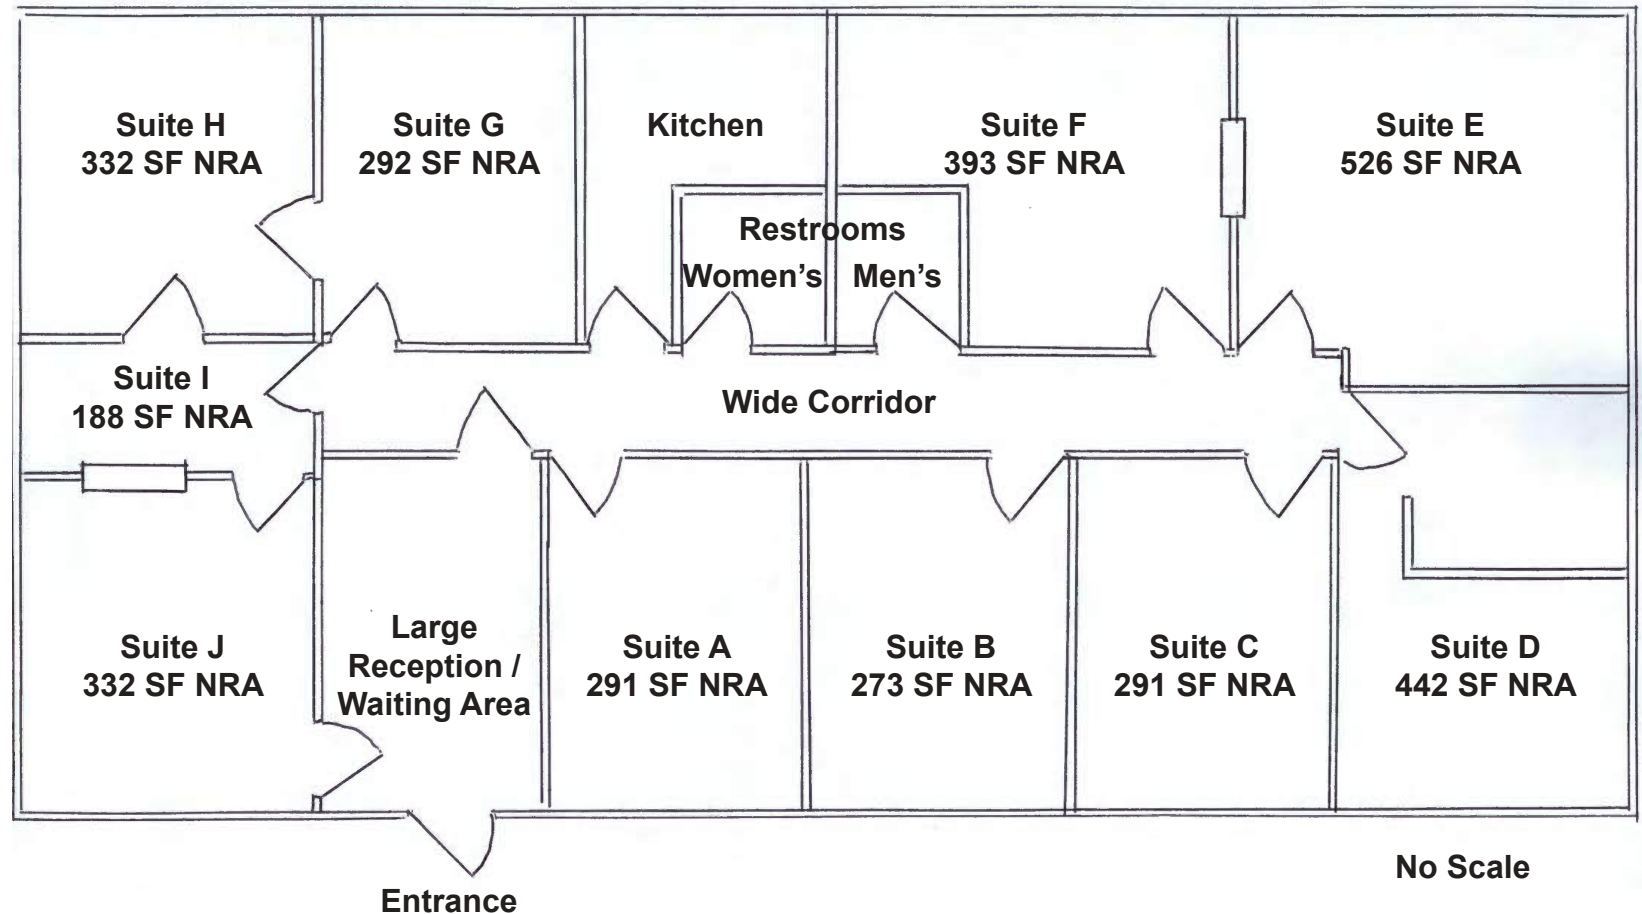 Suite H
332 SF NRA
Suite G
292 SF NRA
Kitchen
Suite F
393 SF NRA
Suite E
526 SF NRA
Restrooms
Women’s
Men’s
Suite I
188 SF NRA
Wide Corridor
Suite J
332 SF NRA
Large
Reception /
Waiting Area
Suite A
291 SF NRA
Suite B
273 SF NRA
Suite C
291 SF NRA
Suite D
442 SF NRA
No Scale
Entrance